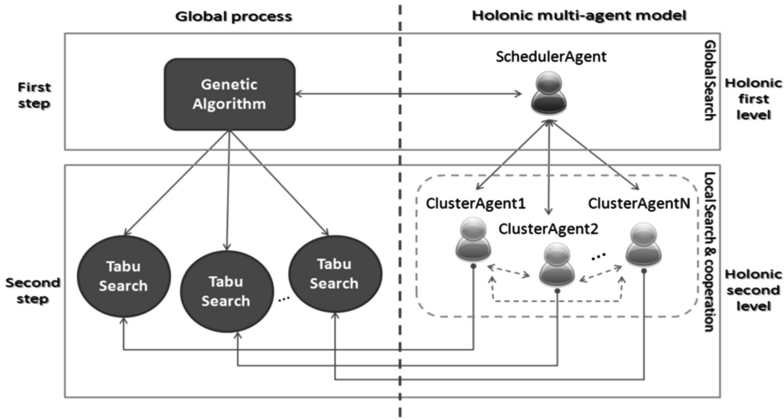 Global process
Holonic multi-agent model
First
step
Genetic
Algorithm
SchedulerAgent
Global Search
Holonic
first
level
Second
step
Tabu
Search
Tabu
Search
...
Tabu
Search
ClusterAgent1
ClusterAgent2
...
ClusterAgentN
Local Search & cooperation
Holonic
second
level